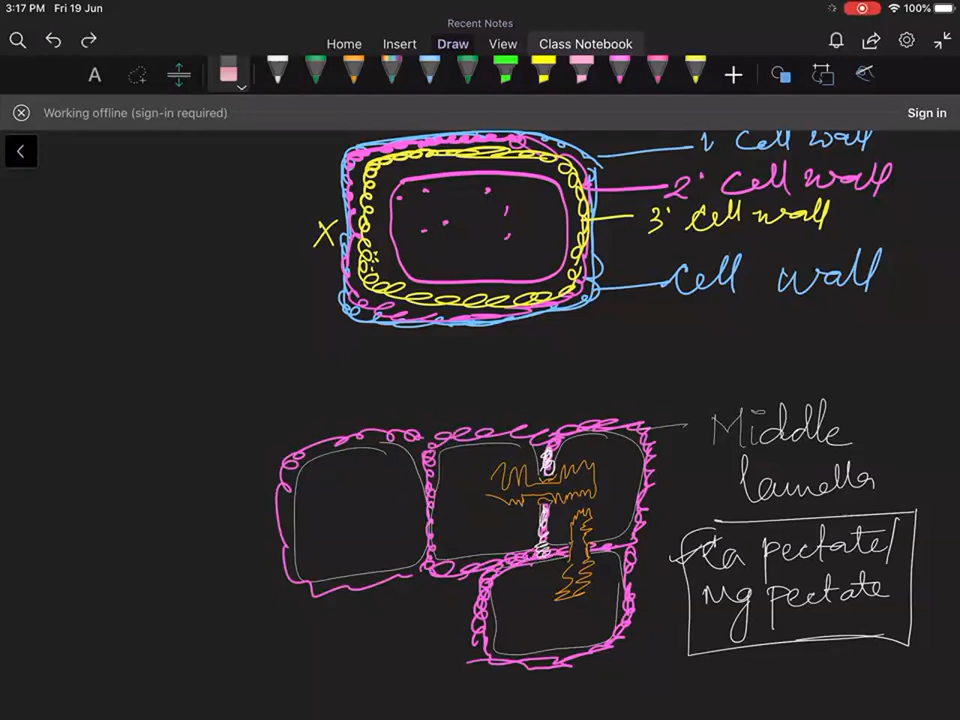 3:17 PM Fri 19 Jun
100%
Recent Notes
Home Insert Draw View Class Notebook
A
Working offline (sign-in required)
Sign in
1° Cell wall
2° Cell wall
3° Cell wall
X
Cell wall
Middle
lamella
Ca pectate/
Mg pectate